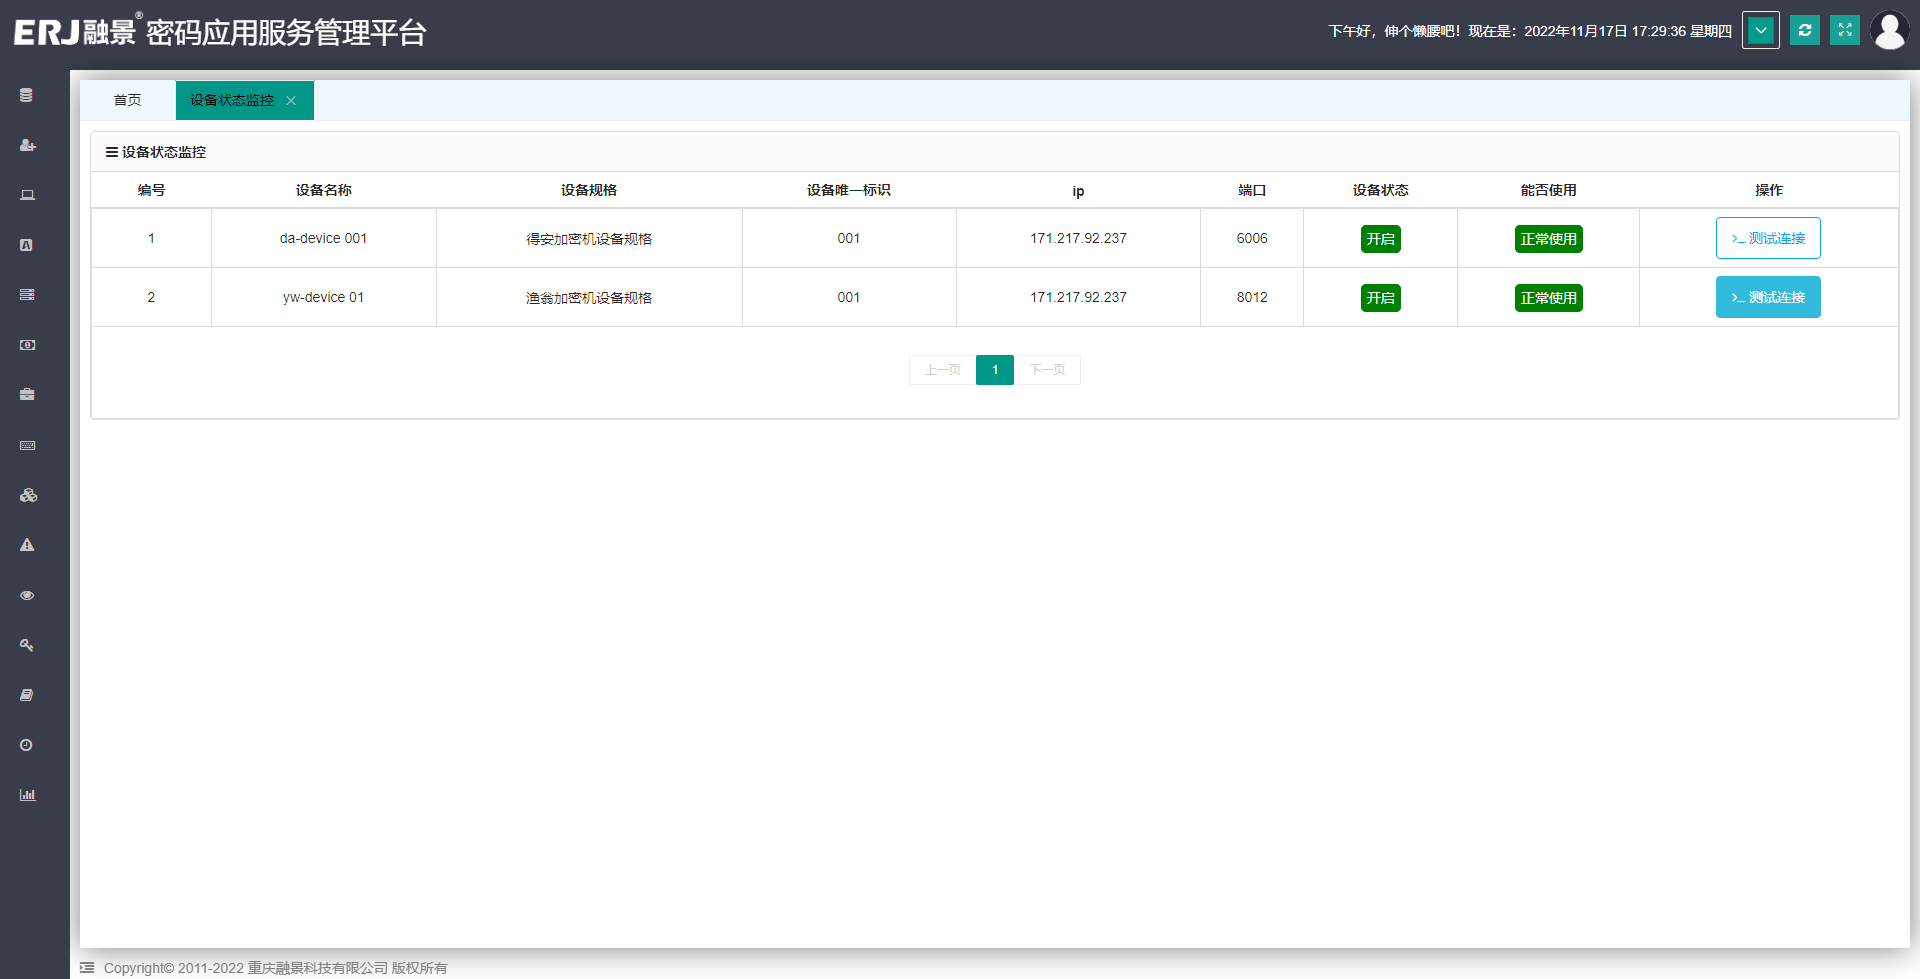 ERJ融景® 密码应用服务管理平台
下午好，伸个懒腰吧！现在是：2022年11月17日 17:29:36 星期四
首页 设备状态监控
设备状态监控
编号 设备名称 设备规格 设备唯一标识 ip 端口 设备状态 能否使用 操作
1 da-device 001 得安加密机设备规格 001 171.217.92.237 6006 开启 正常使用 >_ 测试连接
2 yw-device 01 渔翁加密机设备规格 001 171.217.92.237 8012 开启 正常使用 >_ 测试连接
上一页 1 下一页
Copyright© 2011-2022 重庆融景科技有限公司 版权所有